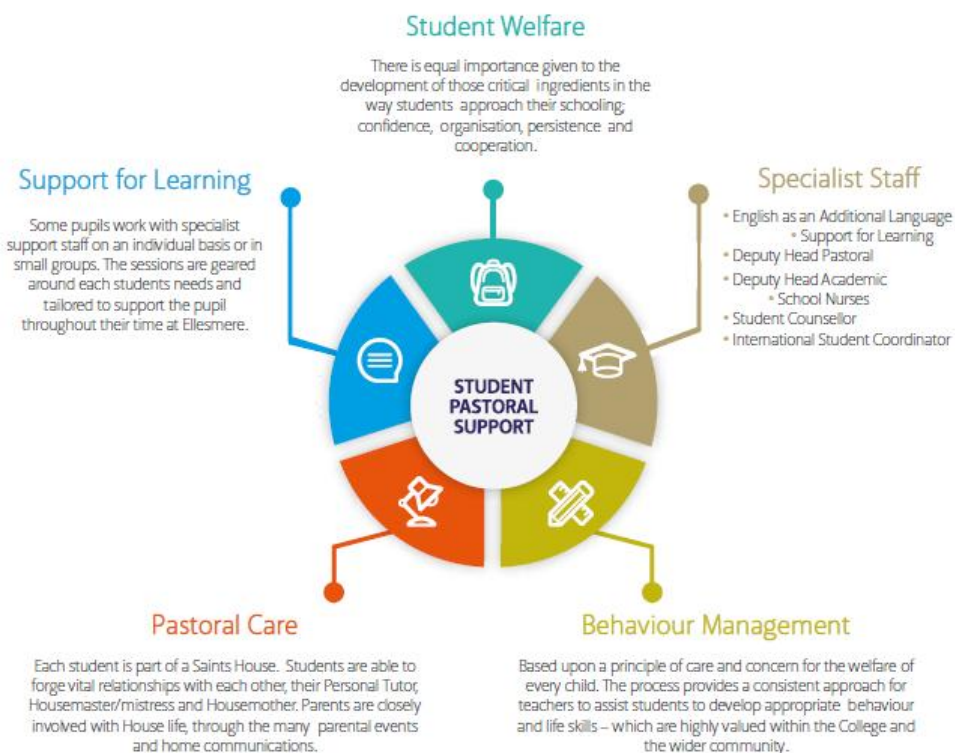 Student Welfare
There is equal importance given to the
development of those critical ingredients in the
way students approach their schooling;
confidence, organisation, persistence and
cooperation.
Support for Learning
Some pupils work with specialist
support staff on an individual basis or in
small groups. The sessions are geared
around each students needs and
tailored to support the pupil
throughout their time at Ellesmere.
Specialist Staff
• English as an Additional Language
• Support for Learning
• Deputy Head Pastoral
• Deputy Head Academic
• School Nurses
• Student Counsellor
• International Student Coordinator
STUDENT
PASTORAL
SUPPORT
Pastoral Care
Each student is part of a Saints House. Students are able to
forge vital relationships with each other, their Personal Tutor,
Housemaster/mistress and Housemother. Parents are closely
involved with House life, through the many parental events
and home communications.
Behaviour Management
Based upon a principle of care and concern for the welfare of
every child. The process provides a consistent approach for
teachers to assist students to develop appropriate behaviour
and life skills – which are highly valued within the College and
the wider community.